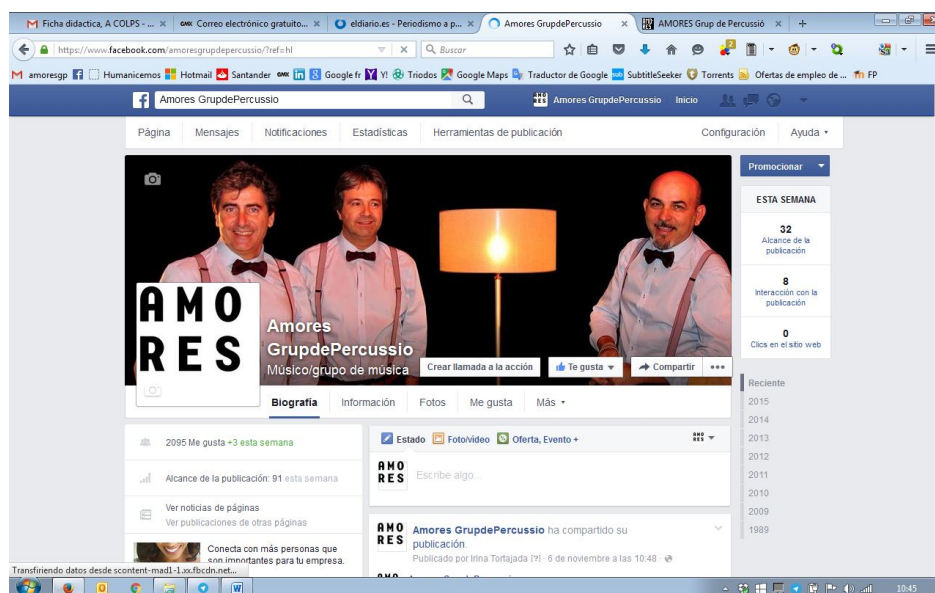 Ficha didactica, A COLPS - ...
GMX Correo electrónico gratuito...
eldiario.es - Periodismo a p...
Amores GrupdePercussio
AMORES Grup de Percussió
https://www.facebook.com/amoresgrupdepercussio/?ref=hl
Buscar
amoresgp
Humanicemos
Hotmail
Santander
GMX
Google fr
Y!
Triodos
Google Maps
Traductor de Google
SubtitleSeeker
Torrents
Ofertas de empleo de ...
FP
Amores GrupdePercussio
Amores GrupdePercussio Inicio
Página Mensajes Notificaciones Estadísticas Herramientas de publicación Configuración Ayuda
Promocionar
ESTA SEMANA
32
Alcance de la
publicación
8
Interacción con la
publicación
0
Clics en el sitio web
AMO
RES
Amores
GrupdePercussio
Músico/grupo de música
Crear llamada a la acción Te gusta Compartir
Biografía Información Fotos Me gusta Más
Reciente
2015
2014
2013
2012
2011
2010
2009
1989
2095 Me gusta +3 esta semana
Alcance de la publicación: 91 esta semana
Ver noticias de páginas
Ver publicaciones de otras páginas
Conecta con más personas que
son importantes para tu empresa.
Estado Foto/vídeo Oferta, Evento +
AMO
RES
AMO
RES
Escribe algo...
AMO
RES
Amores GrupdePercussio ha compartido su
publicación.
Publicado por Irina Tortajada [?] · 6 de noviembre a las 10:48 ·
Transfiriendo datos desde scontent-mad1-1.xx.fbcdn.net...
10:45